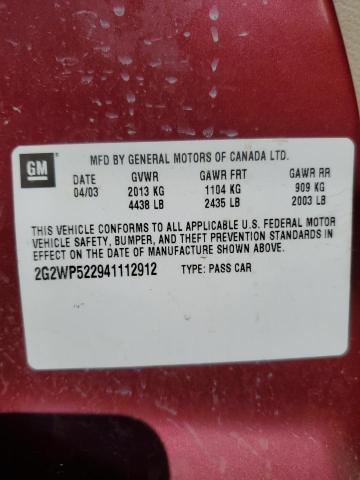 GM
MFD BY GENERAL MOTORS OF CANADA LTD.
DATE GVWR GAWR FRT GAWR RR
04/03 2013 KG 1104 KG 909 KG
4438 LB 2435 LB 2003 LB
THIS VEHICLE CONFORMS TO ALL APPLICABLE U.S. FEDERAL MOTOR
VEHICLE SAFETY, BUMPER, AND THEFT PREVENTION STANDARDS IN
EFFECT ON THE DATE OF MANUFACTURE SHOWN ABOVE.
2G2WP522941112912 TYPE: PASS CAR